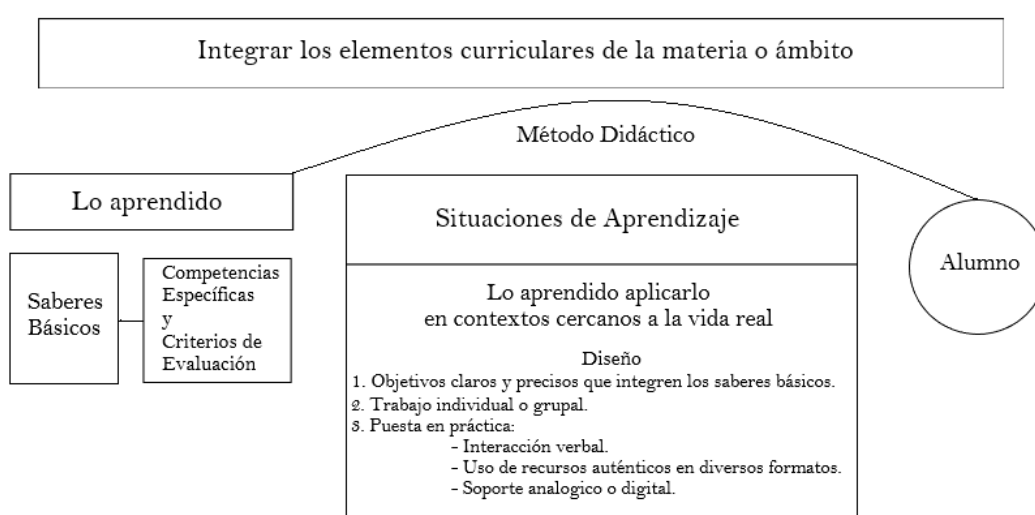 Integrar los elementos curriculares de la materia o ámbito
Método Didáctico
Lo aprendido
Saberes
Básicos
Competencias
Específicas
y
Criterios de
Evaluación
Situaciones de Aprendizaje
Lo aprendido aplicarlo
en contextos cercanos a la vida real
Diseño
1. Objetivos claros y precisos que integren los saberes básicos.
2. Trabajo individual o grupal.
3. Puesta en práctica:
- Interacción verbal.
- Uso de recursos auténticos en diversos formatos.
- Soporte analogico o digital.
Alumno